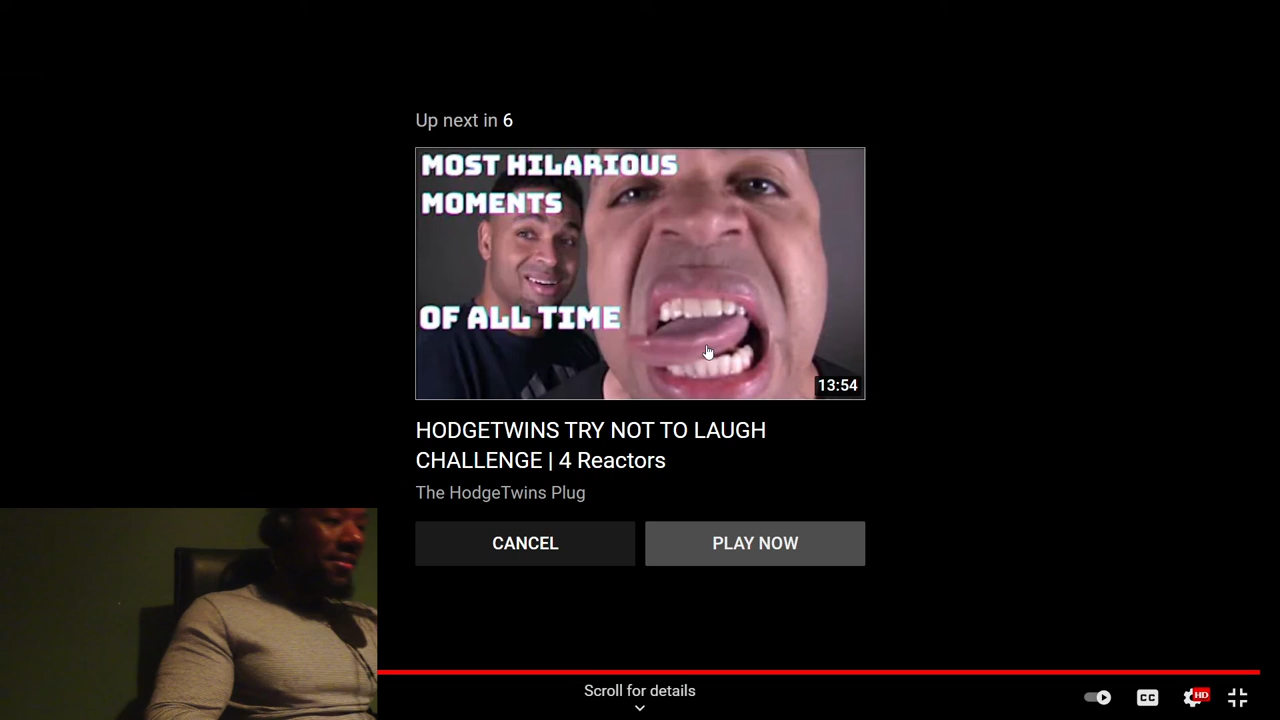 Up next in 6
MOST HILARIOUS
MOMENTS
OF ALL TIME
13:54
HODGETWINS TRY NOT TO LAUGH
CHALLENGE | 4 Reactors
The HodgeTwins Plug
CANCEL
PLAY NOW
Scroll for details
CC
HD